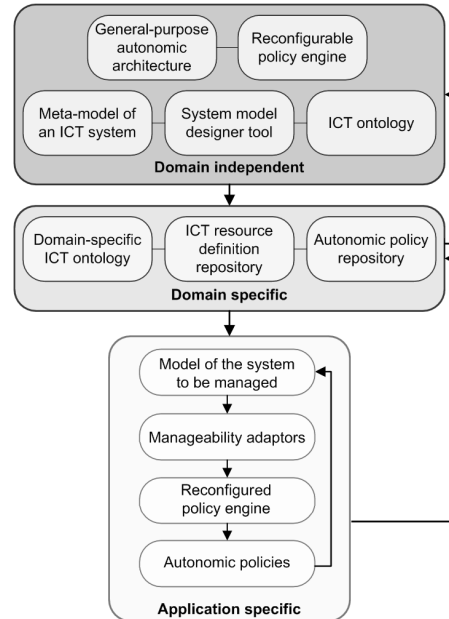 General-purpose
autonomic
architecture
Reconfigurable
policy engine
Meta-model of
an ICT system
System model
designer tool
ICT ontology
Domain independent
Domain-specific
ICT ontology
ICT resource
definition
repository
Autonomic policy
repository
Domain specific
Model of the system
to be managed
Manageability adaptors
Reconfigured
policy engine
Autonomic policies
Application specific